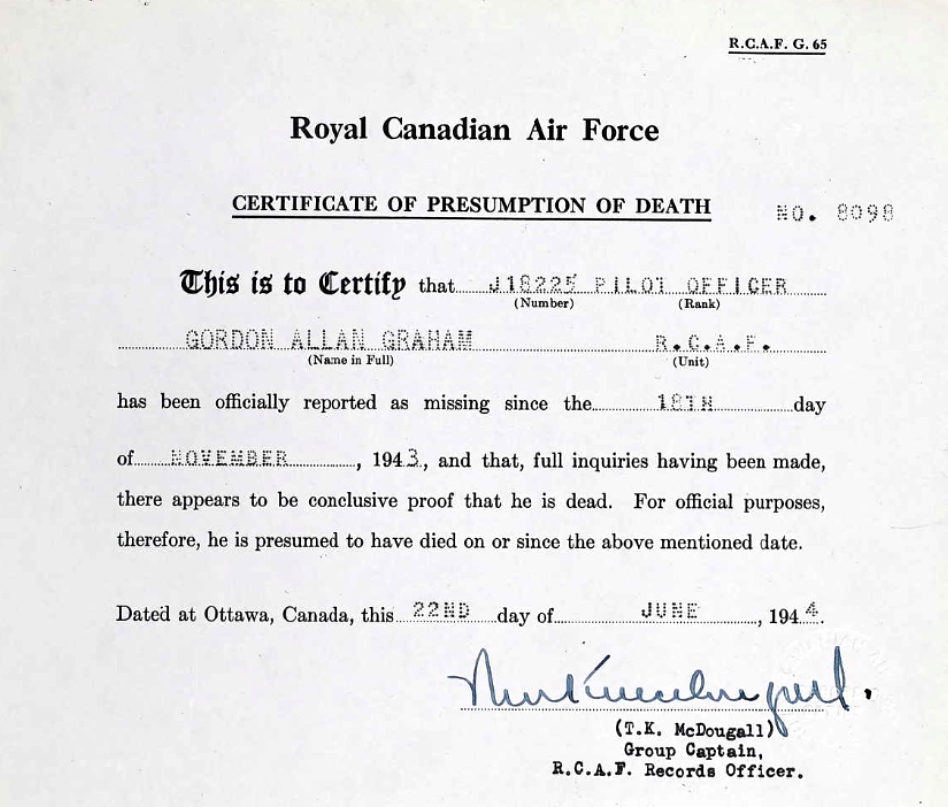 R.C.A.F. G. 65
Royal Canadian Air Force
CERTIFICATE OF PRESUMPTION OF DEATH NO. 8098
This is to Certify that J18225 PILOT OFFICER
(Number) (Rank)
GORDON ALLAN GRAHAM R.C.A.F.
(Name in Full) (Unit)
has been officially reported as missing since the 18TH day
of NOVEMBER, 1943, and that, full inquiries having been made,
there appears to be conclusive proof that he is dead. For official purposes,
therefore, he is presumed to have died on or since the above mentioned date.
Dated at Ottawa, Canada, this 22ND day of JUNE, 1944.
(T.K. McDougall)
Group Captain,
R.C.A.F. Records Officer.